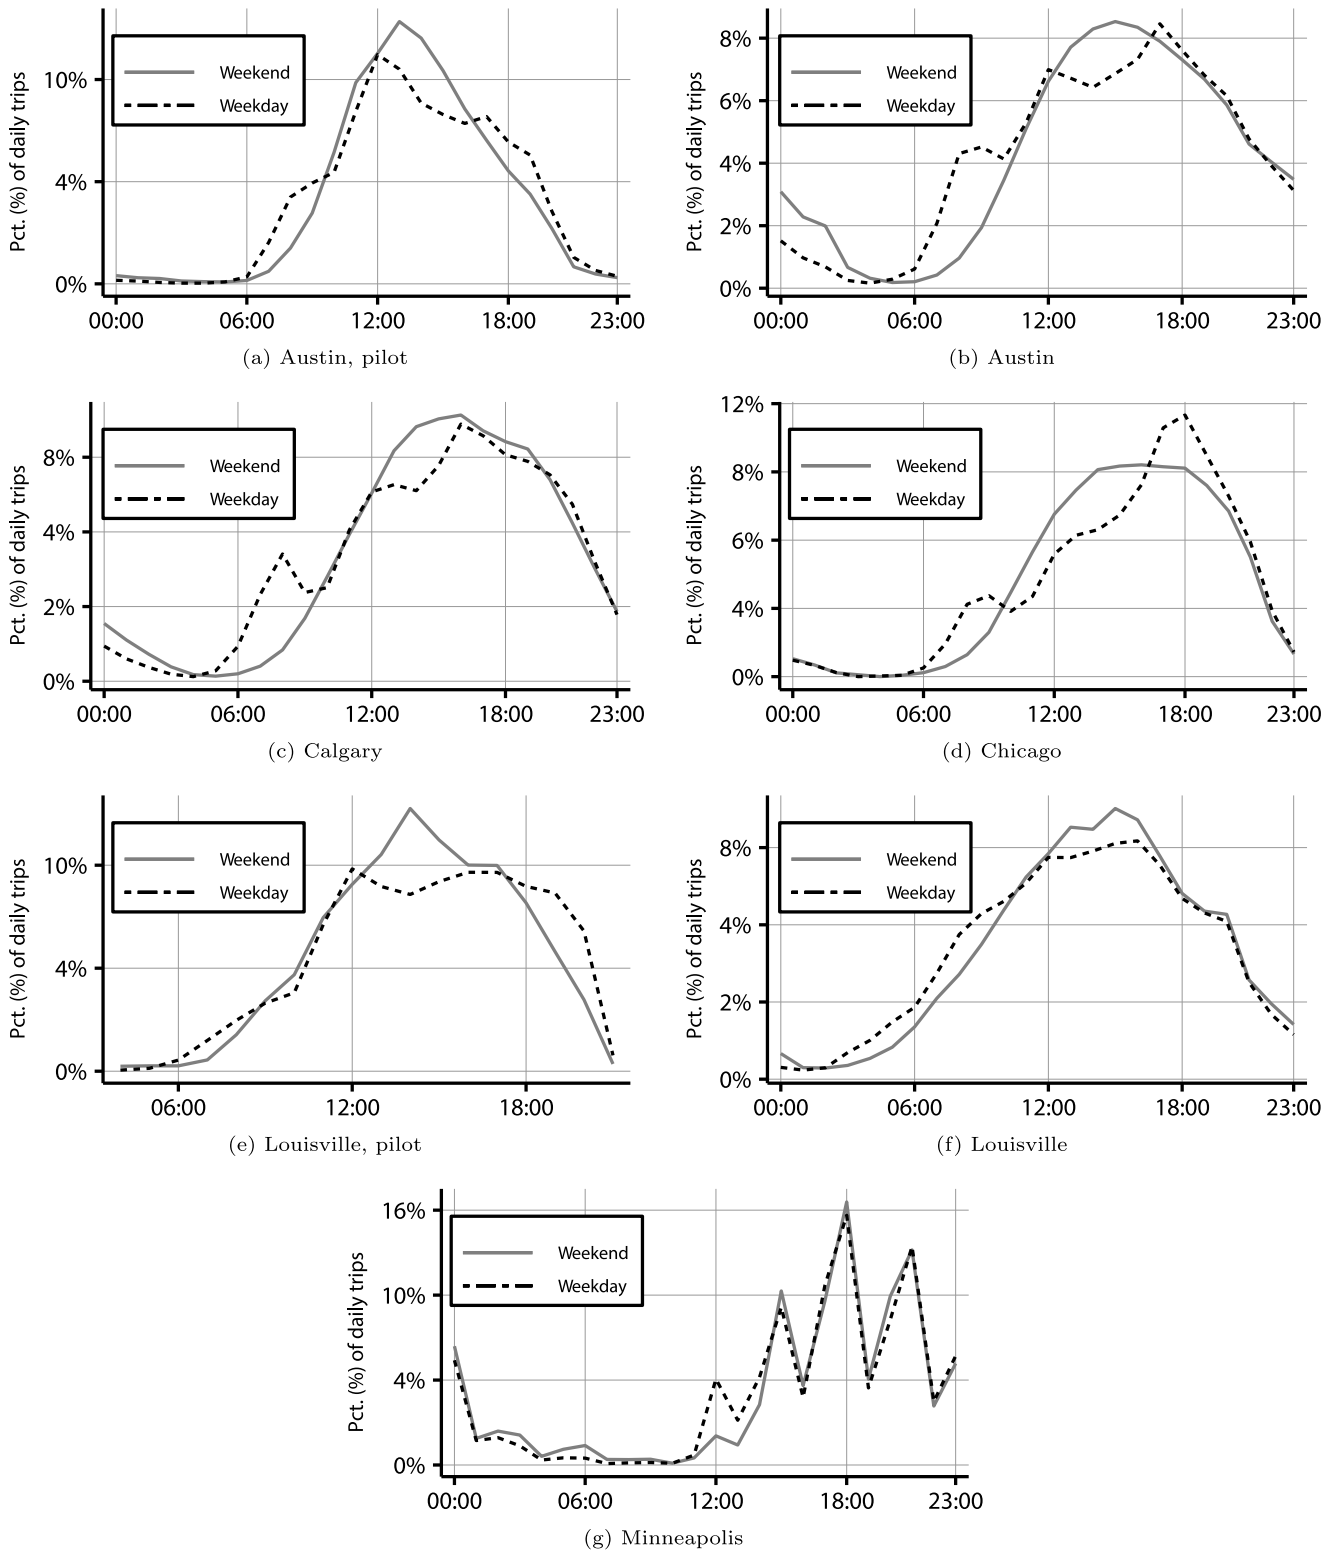 Pct. (%) of daily trips
10%
4%
0%
Weekend
Weekday
00:00 06:00 12:00 18:00 23:00
(a) Austin, pilot
Pct. (%) of daily trips
8%
6%
4%
2%
0%
Weekend
Weekday
00:00 06:00 12:00 18:00 23:00
(b) Austin
Pct. (%) of daily trips
8%
4%
2%
0%
Weekend
Weekday
00:00 06:00 12:00 18:00 23:00
(c) Calgary
Pct. (%) of daily trips
12%
8%
6%
4%
0%
Weekend
Weekday
00:00 06:00 12:00 18:00 23:00
(d) Chicago
Pct. (%) of daily trips
10%
4%
0%
Weekend
Weekday
06:00 12:00 18:00
(e) Louisville, pilot
Pct. (%) of daily trips
8%
4%
2%
0%
Weekend
Weekday
00:00 06:00 12:00 18:00 23:00
(f) Louisville
Pct. (%) of daily trips
16%
10%
4%
0%
Weekend
Weekday
00:00 06:00 12:00 18:00 23:00
(g) Minneapolis